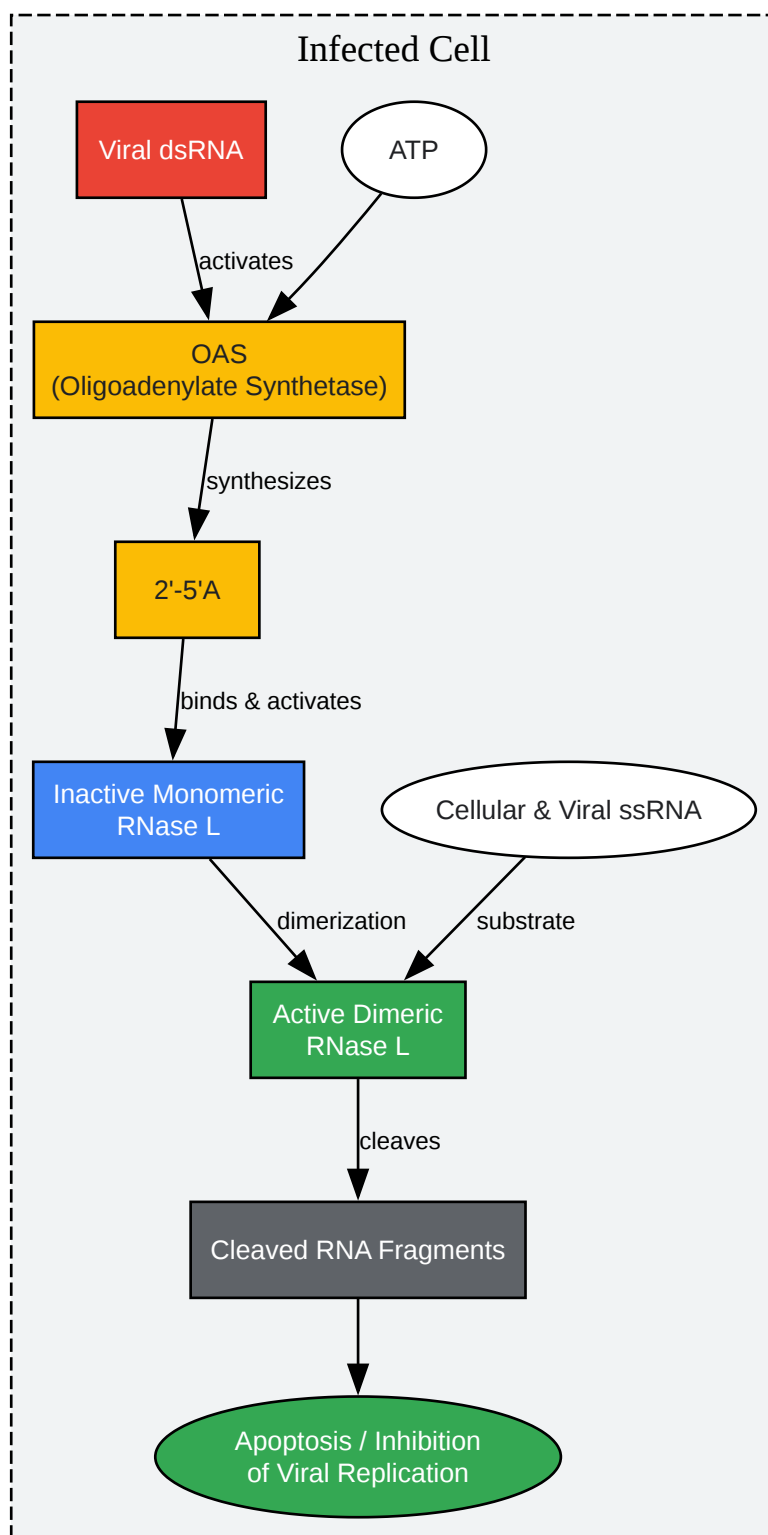 Infected Cell
Viral dsRNA
ATP
activates
OAS
(Oligoadenylate Synthetase)
synthesizes
2'-5'A
binds & activates
Inactive Monomeric
RNase L
Cellular & Viral ssRNA
dimerization
substrate
Active Dimeric
RNase L
cleaves
Cleaved RNA Fragments
Apoptosis / Inhibition
of Viral Replication